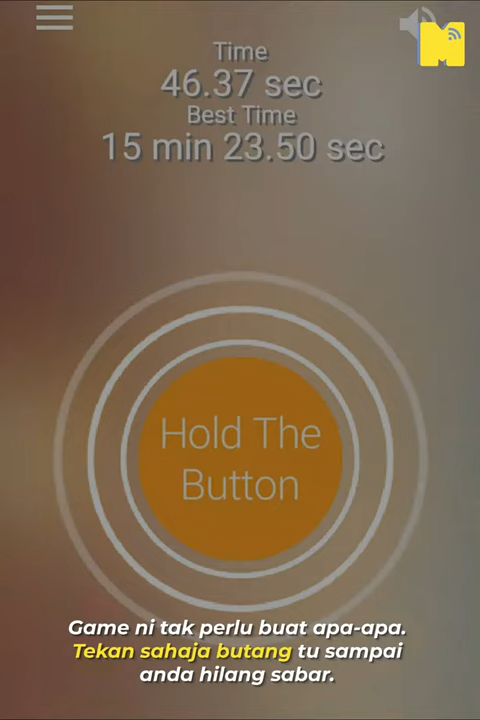 Time
46.37 sec
Best Time
15 min 23.50 sec
Hold The
Button
Game ni tak perlu buat apa-apa.
Tekan sahaja butang tu sampai
anda hilang sabar.